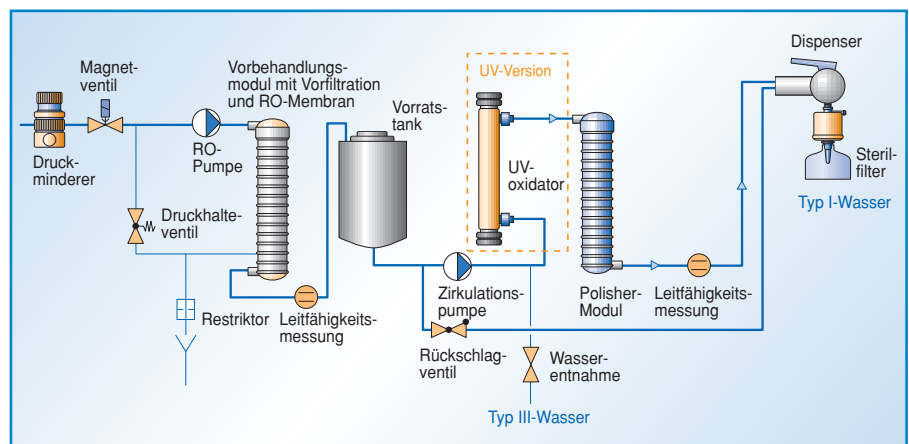 Magnet-
ventil
Druck-
minderer
RO-
Pumpe
Vorbehandlungs-
modul mit Vorfiltration
und RO-Membran
Vorrats-
tank
UV-Version
UV-
oxidator
Dispenser
Steril-
filter
Typ I-Wasser
Druckhalte-
ventil
Restriktor
Leitfähigkeits-
messung
Zirkulations-
pumpe
Rückschlag-
ventil
Wasser-
entnahme
Typ III-Wasser
Polisher-
Modul
Leitfähigkeits-
messung